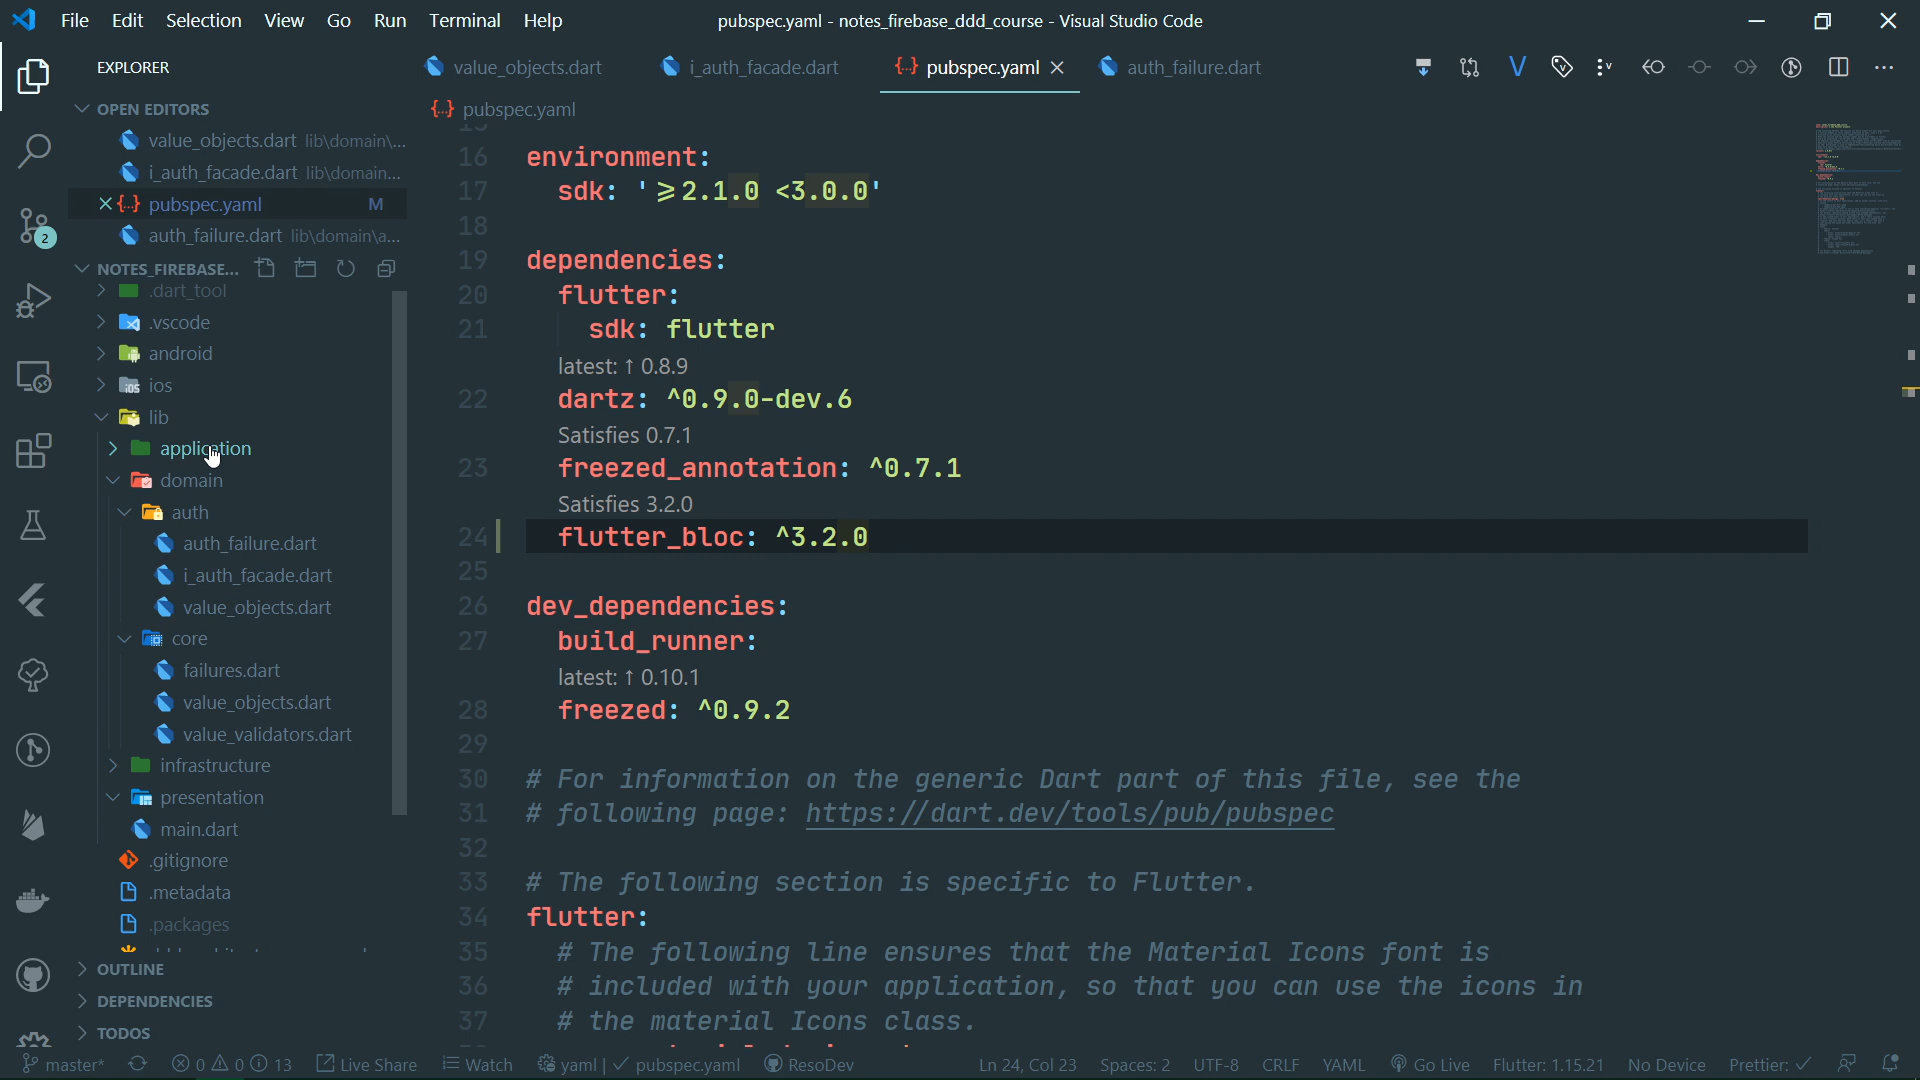 File Edit Selection View Go Run Terminal Help
pubspec.yaml - notes_firebase_ddd_course - Visual Studio Code
EXPLORER
value_objects.dart
i_auth_facade.dart
pubspec.yaml
auth_failure.dart
OPEN EDITORS
value_objects.dart lib\domain\...
i_auth_facade.dart lib\domain...
pubspec.yaml M
auth_failure.dart lib\domain\a...
2
NOTES_FIREBASE...
.dart_tool
.vscode
android
ios
lib
application
domain
auth
auth_failure.dart
i_auth_facade.dart
value_objects.dart
core
failures.dart
value_objects.dart
value_validators.dart
infrastructure
presentation
main.dart
.gitignore
.metadata
.packages
OUTLINE
DEPENDENCIES
TODOS
pubspec.yaml
16 environment:
17 sdk: '≥2.1.0 <3.0.0'
18
19 dependencies:
20 flutter:
21 sdk: flutter
latest: ↑ 0.8.9
22 dartz: ^0.9.0-dev.6
Satisfies 0.7.1
23 freezed_annotation: ^0.7.1
Satisfies 3.2.0
24 flutter_bloc: ^3.2.0
25
26 dev_dependencies:
27 build_runner:
latest: ↑ 0.10.1
28 freezed: ^0.9.2
29
30 # For information on the generic Dart part of this file, see the
31 # following page: https://dart.dev/tools/pub/pubspec
32
33 # The following section is specific to Flutter.
34 flutter:
35 # The following line ensures that the Material Icons font is
36 # included with your application, so that you can use the icons in
37 # the material Icons class.
master* 0 0 13 Live Share Watch yaml | ✓ pubspec.yaml ResoDev Ln 24, Col 23 Spaces: 2 UTF-8 CRLF YAML Go Live Flutter: 1.15.21 No Device Prettier: ✓